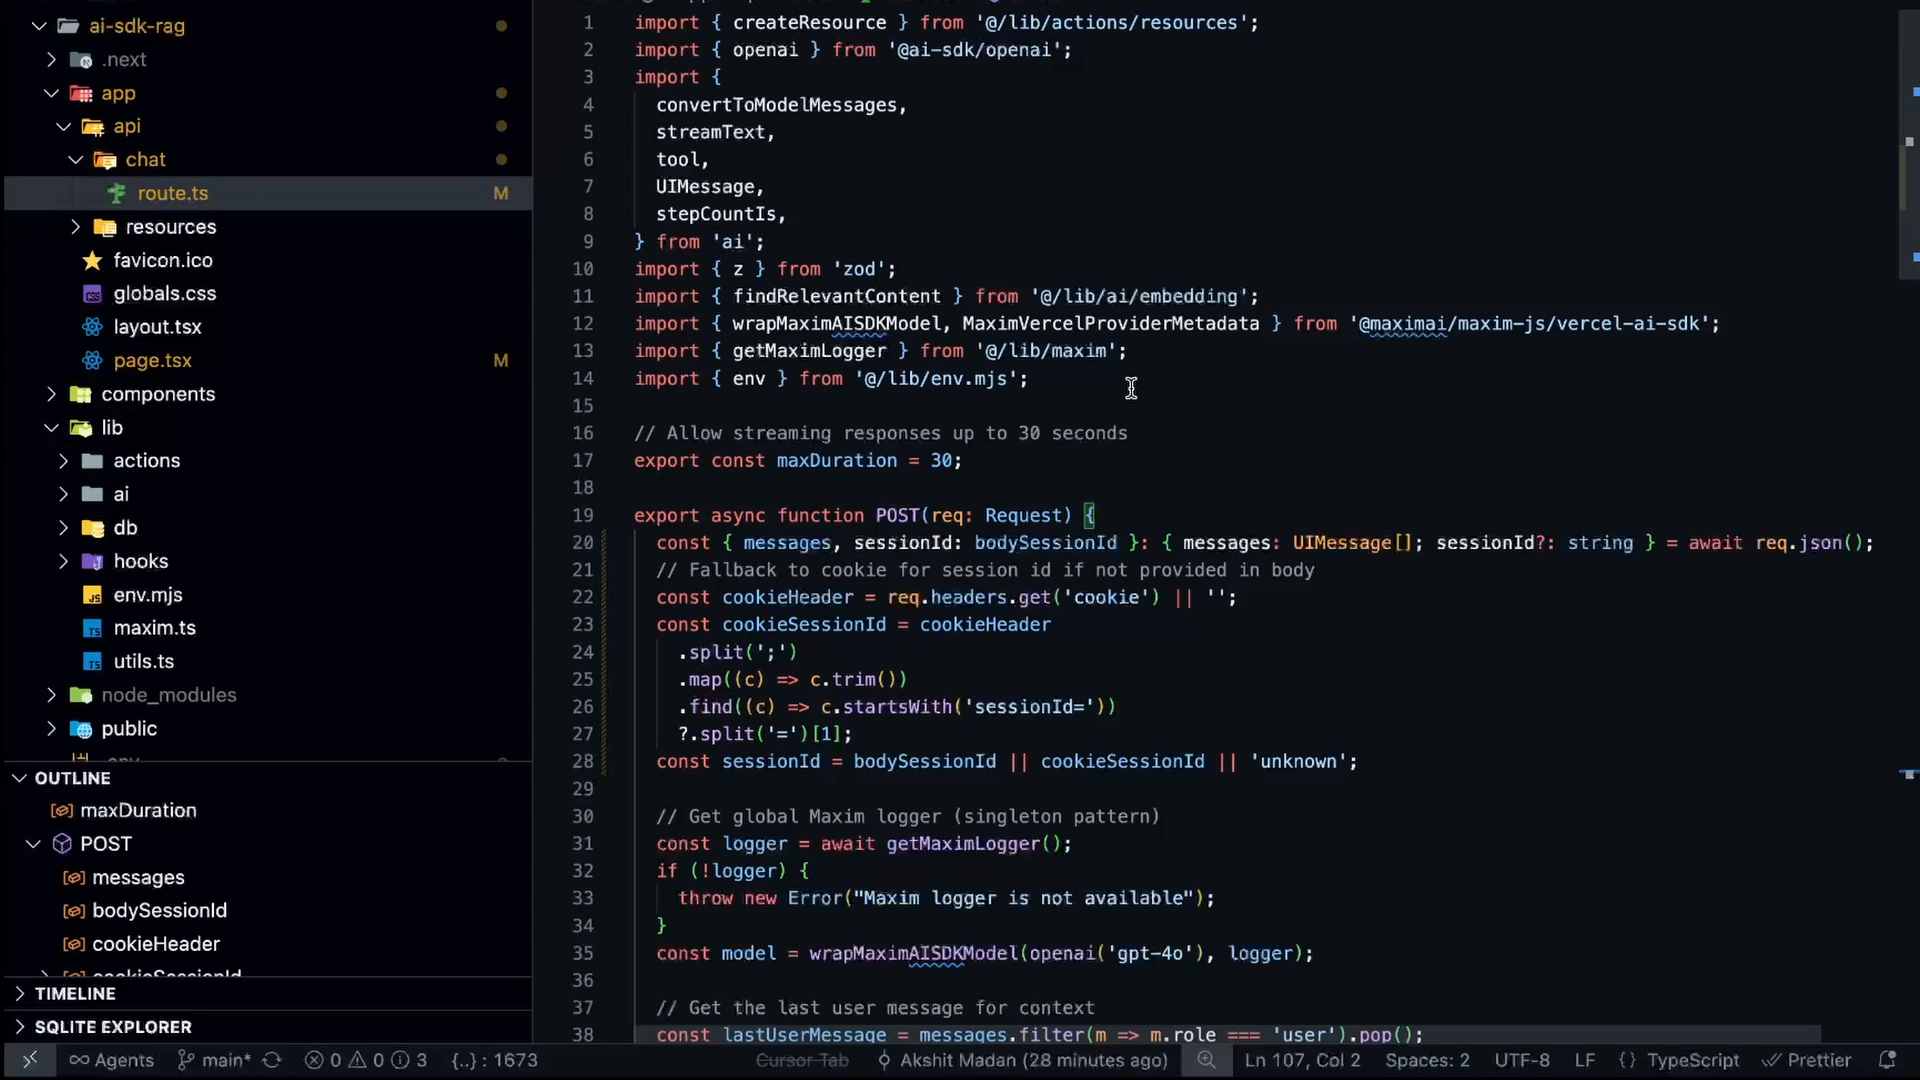 ai-sdk-rag
.next
app
api
chat
route.ts M
resources
favicon.ico
globals.css
layout.tsx
page.tsx M
components
lib
actions
ai
db
hooks
env.mjs
maxim.ts
utils.ts
node_modules
public
OUTLINE
maxDuration
POST
messages
bodySessionId
cookieHeader
cookieSessionId
TIMELINE
SQLITE EXPLORER
1 import { createResource } from '@/lib/actions/resources';
2 import { openai } from '@ai-sdk/openai';
3 import {
4 convertToModelMessages,
5 streamText,
6 tool,
7 UIMessage,
8 stepCountIs,
9 } from 'ai';
10 import { z } from 'zod';
11 import { findRelevantContent } from '@/lib/ai/embedding';
12 import { wrapMaximAISDKModel, MaximVercelProviderMetadata } from '@maximai/maxim-js/vercel-ai-sdk';
13 import { getMaximLogger } from '@/lib/maxim';
14 import { env } from '@/lib/env.mjs';
15
16 // Allow streaming responses up to 30 seconds
17 export const maxDuration = 30;
18
19 export async function POST(req: Request) {
20 const { messages, sessionId: bodySessionId }: { messages: UIMessage[]; sessionId?: string } = await req.json();
21 // Fallback to cookie for session id if not provided in body
22 const cookieHeader = req.headers.get('cookie') || '';
23 const cookieSessionId = cookieHeader
24 .split(';')
25 .map((c) => c.trim())
26 .find((c) => c.startsWith('sessionId='))
27 ?.split('=')[1];
28 const sessionId = bodySessionId || cookieSessionId || 'unknown';
29
30 // Get global Maxim logger (singleton pattern)
31 const logger = await getMaximLogger();
32 if (!logger) {
33 throw new Error("Maxim logger is not available");
34 }
35 const model = wrapMaximAISDKModel(openai('gpt-4o'), logger);
36
37 // Get the last user message for context
38 const lastUserMessage = messages.filter(m => m.role === 'user').pop();
Agents main* 0 0 3 {..} : 1673 Cursor Tab Akshit Madan (28 minutes ago) Ln 107, Col 2 Spaces: 2 UTF-8 LF {} TypeScript Prettier